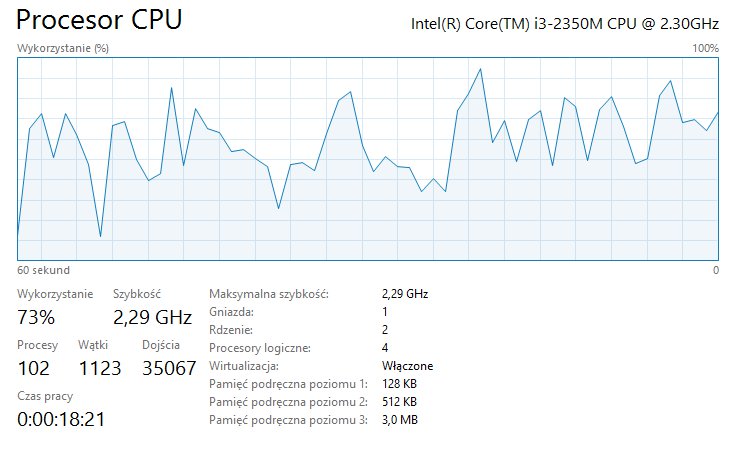 Procesor CPU Intel(R) Core(TM) i3-2350M CPU @ 2.30GHz
Wykorzystanie (%) 100%
60 sekund 0
Wykorzystanie Szybkość
73% 2,29 GHz
Procesy Wątki Dojścia
102 1123 35067
Czas pracy
0:00:18:21
Maksymalna szybkość: 2,29 GHz
Gniazda: 1
Rdzenie: 2
Procesory logiczne: 4
Wirtualizacja: Włączone
Pamięć podręczna poziomu 1: 128 KB
Pamięć podręczna poziomu 2: 512 KB
Pamięć podręczna poziomu 3: 3,0 MB